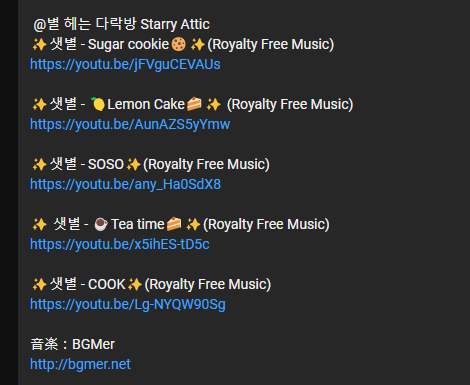 @별 헤는 다락방 Starry Attic
✨샛별 - Sugar cookie🍪 ✨(Royalty Free Music)
https://youtu.be/jFVguCEVAUs
✨샛별 - 🍋Lemon Cake🍰✨ (Royalty Free Music)
https://youtu.be/AunAZS5yYmw
✨샛별 - SOSO✨(Royalty Free Music)
https://youtu.be/any_Ha0SdX8
✨ 샛별 - ☕Tea time🍰✨(Royalty Free Music)
https://youtu.be/x5ihES-tD5c
✨샛별 - COOK✨(Royalty Free Music)
https://youtu.be/Lg-NYQW90Sg
音楽：BGMer
http://bgmer.net